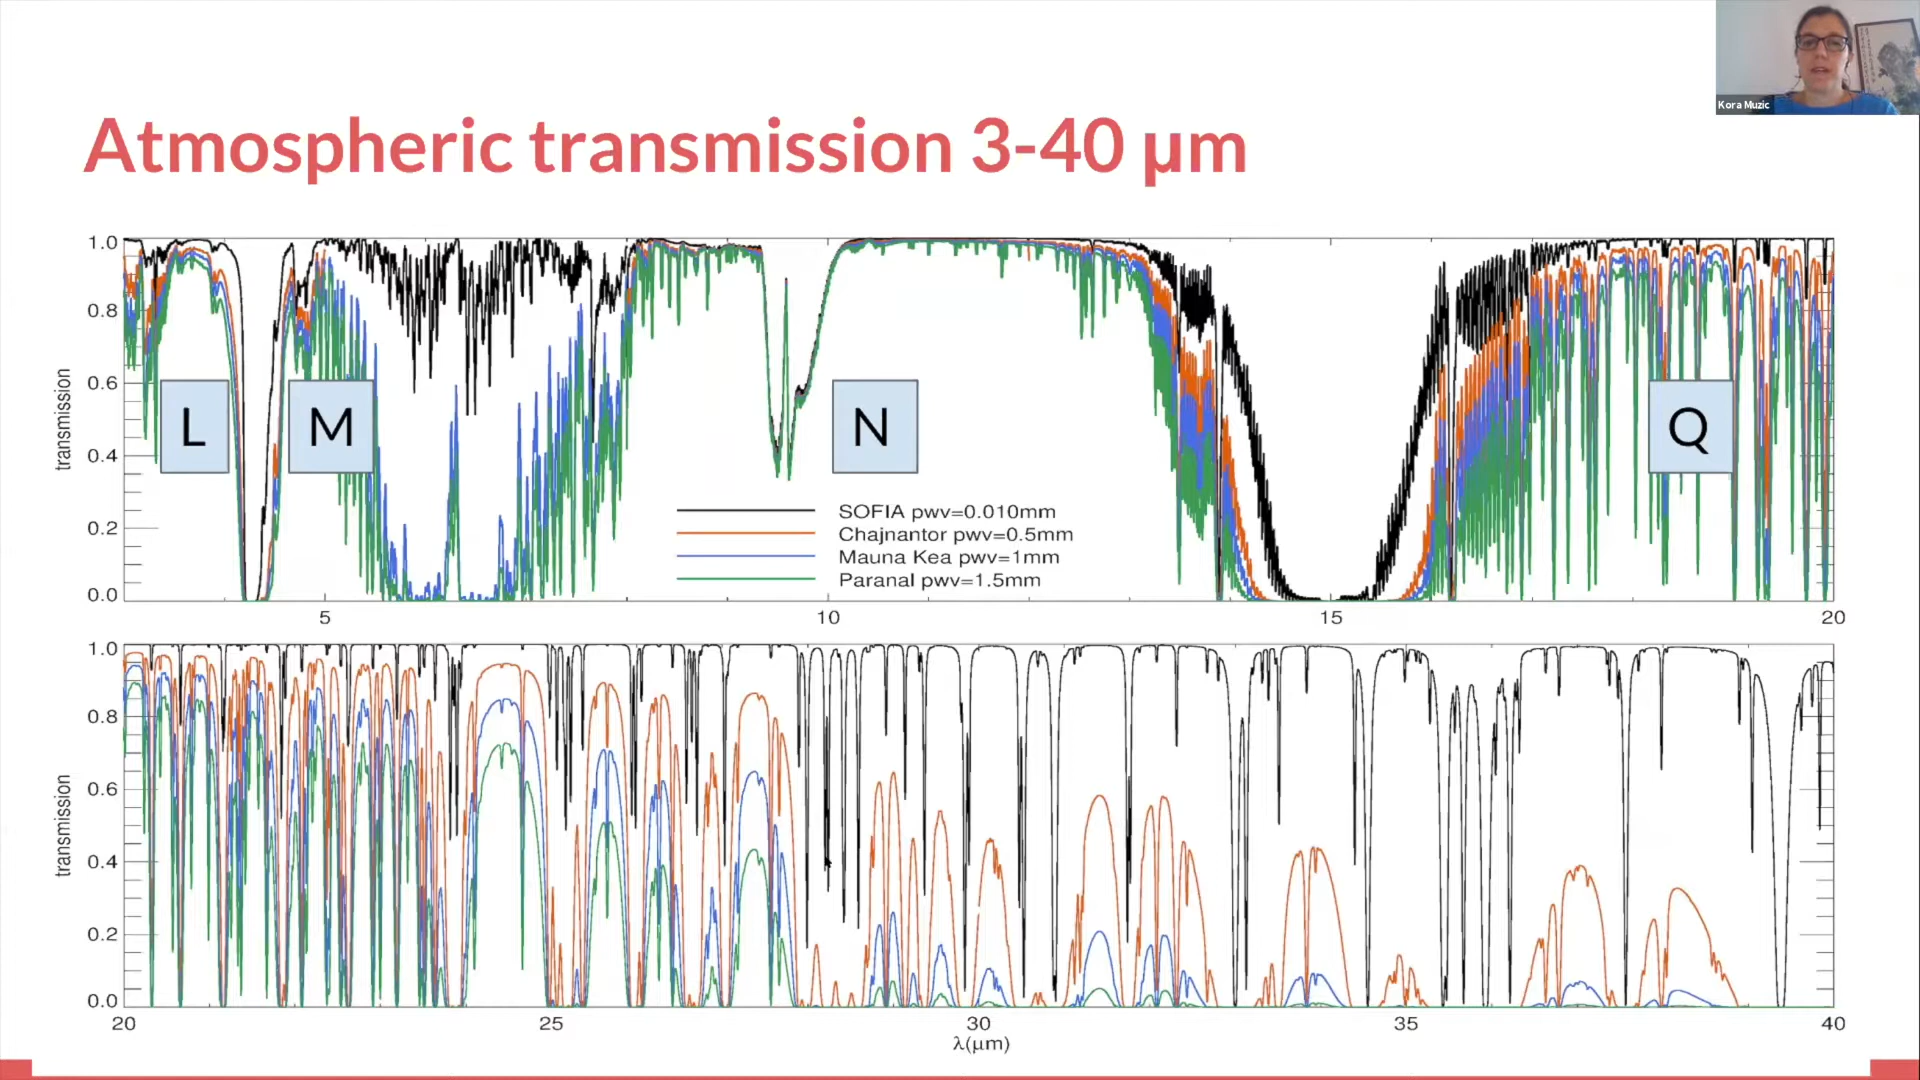 Kora Muzic
Atmospheric transmission 3-40 µm
1.0
0.8
0.6
0.4
0.2
0.0
transmission
L
M
N
Q
SOFIA pwv=0.010mm
Chajnantor pwv=0.5mm
Mauna Kea pwv=1mm
Paranal pwv=1.5mm
5
10
15
20
1.0
0.8
0.6
0.4
0.2
0.0
transmission
20
25
30
35
40
λ(μm)